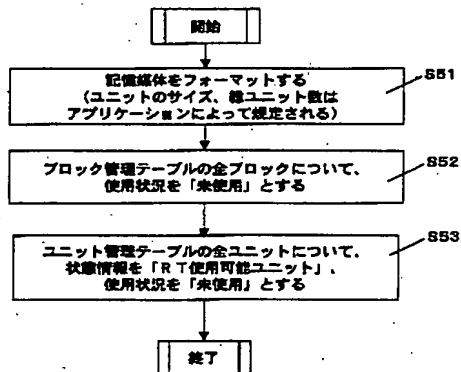 開始
記憶媒体をフォーマットする
(ユニットのサイズ、総ユニット数は
アプリケーションによって規定される)
S51
ブロック管理テーブルの全ブロックについて、
使用状況を「未使用」とする
S52
ユニット管理テーブルの全ユニットについて、
状態情報を「RT使用可能ユニット」、
使用状況を「未使用」とする
S53
終了